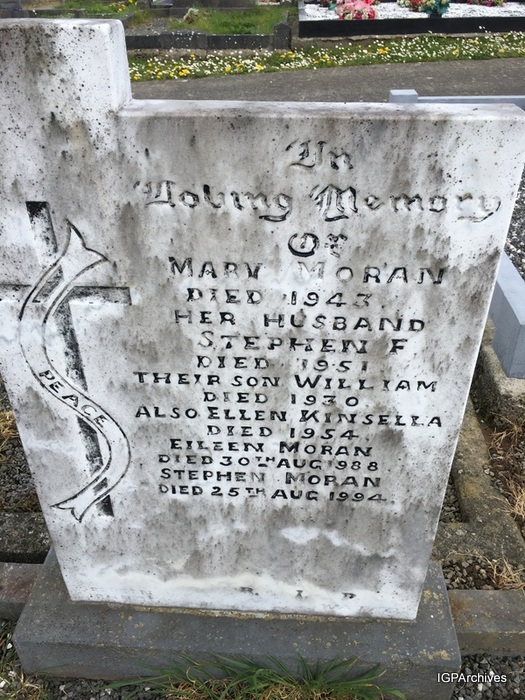 In
Loving Memory
Of
MARY MORAN
DIED 1943
HER HUSBAND
STEPHEN F
DIED 1951
THEIR SON WILLIAM
DIED 1930
ALSO ELLEN KINSELLA
DIED 1954
EILEEN MORAN
DIED 30TH AUG 1988
STEPHEN MORAN
DIED 25TH AUG 1994
R. I. P
PEACE
IGPArchives